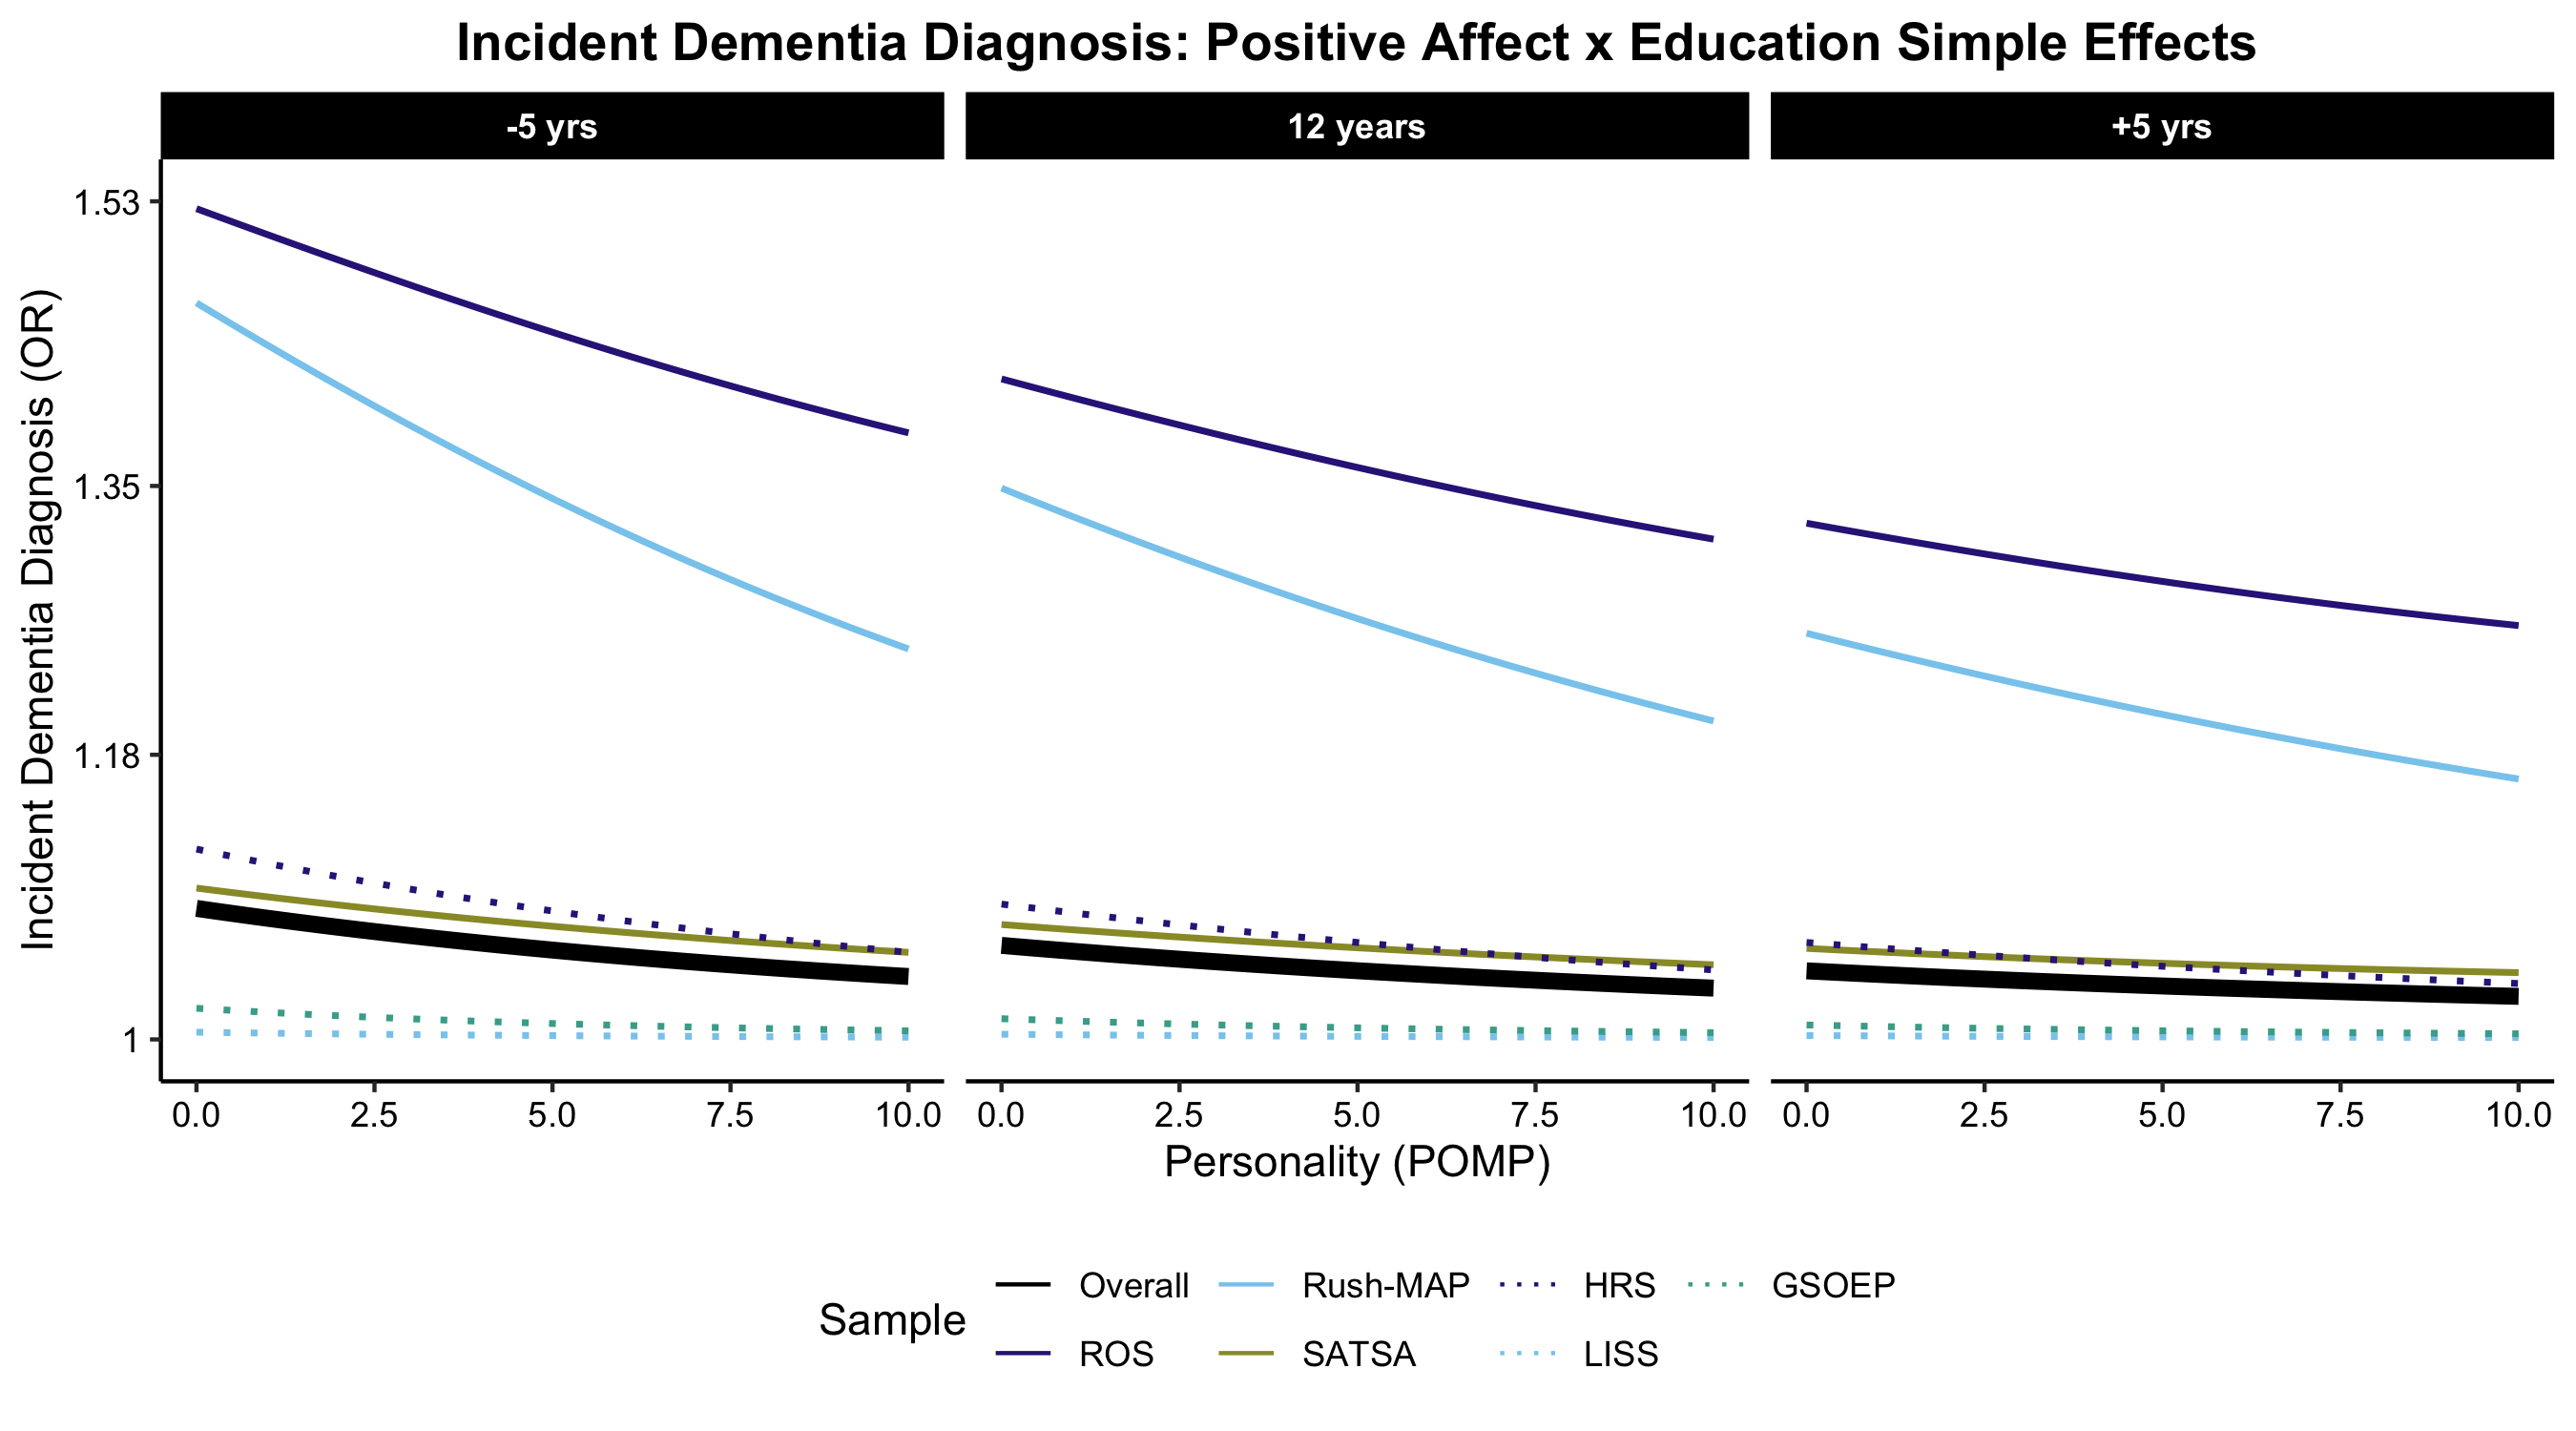 Incident Dementia Diagnosis: Positive Affect x Education Simple Effects
-5 yrs 12 years +5 yrs
Incident Dementia Diagnosis (OR)
1.53
1.35
1.18
1
0.0 2.5 5.0 7.5 10.0 0.0 2.5 5.0 7.5 10.0 0.0 2.5 5.0 7.5 10.0
Personality (POMP)
Sample
Overall Rush-MAP HRS GSOEP
ROS SATSA LISS